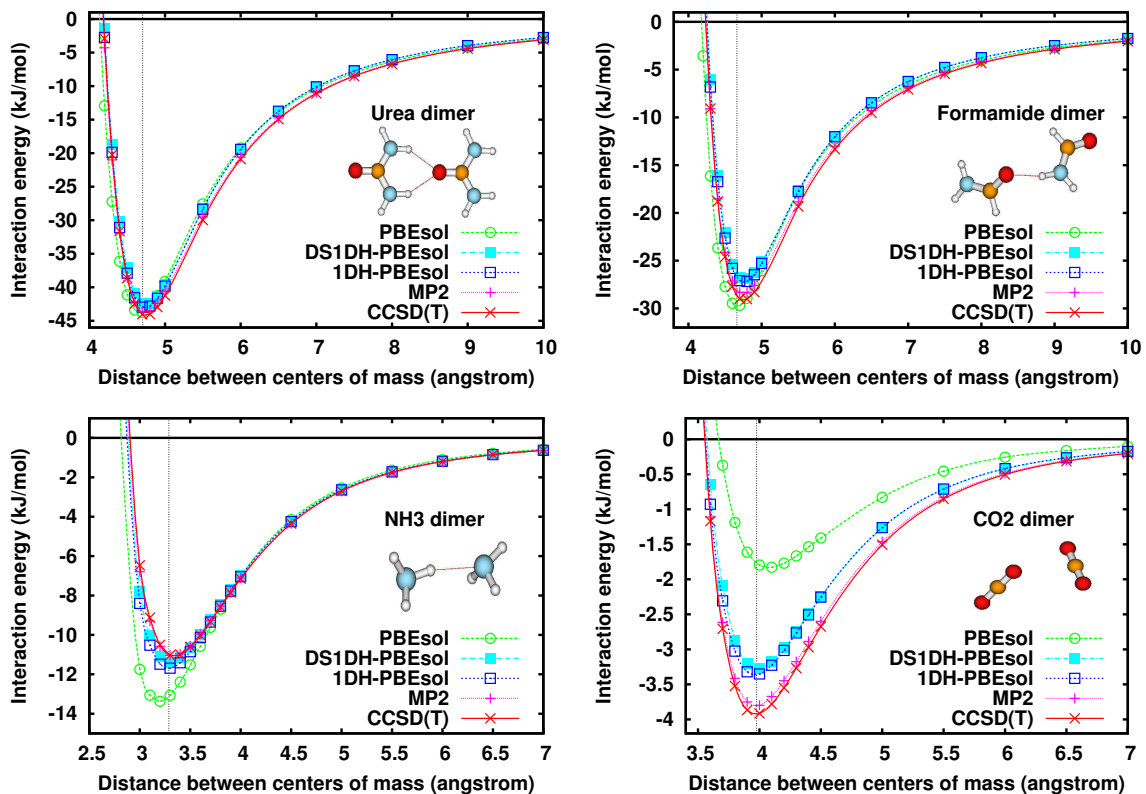 0
-5
-10
-15
-20
-25
-30
-35
-40
-45
4
5
6
7
8
9
10
Interaction energy (kJ/mol)
Distance between centers of mass (angstrom)
Urea dimer
PBEsol
DS1DH-PBEsol
1DH-PBEsol
MP2
CCSD(T)
0
-5
-10
-15
-20
-25
-30
4
5
6
7
8
9
10
Interaction energy (kJ/mol)
Distance between centers of mass (angstrom)
Formamide dimer
PBEsol
DS1DH-PBEsol
1DH-PBEsol
MP2
CCSD(T)
0
-2
-4
-6
-8
-10
-12
-14
2.5
3
3.5
4
4.5
5
5.5
6
6.5
7
Interaction energy (kJ/mol)
Distance between centers of mass (angstrom)
NH3 dimer
PBEsol
DS1DH-PBEsol
1DH-PBEsol
MP2
CCSD(T)
0
-0.5
-1
-1.5
-2
-2.5
-3
-3.5
-4
3.5
4
4.5
5
5.5
6
6.5
7
Interaction energy (kJ/mol)
Distance between centers of mass (angstrom)
CO2 dimer
PBEsol
DS1DH-PBEsol
1DH-PBEsol
MP2
CCSD(T)